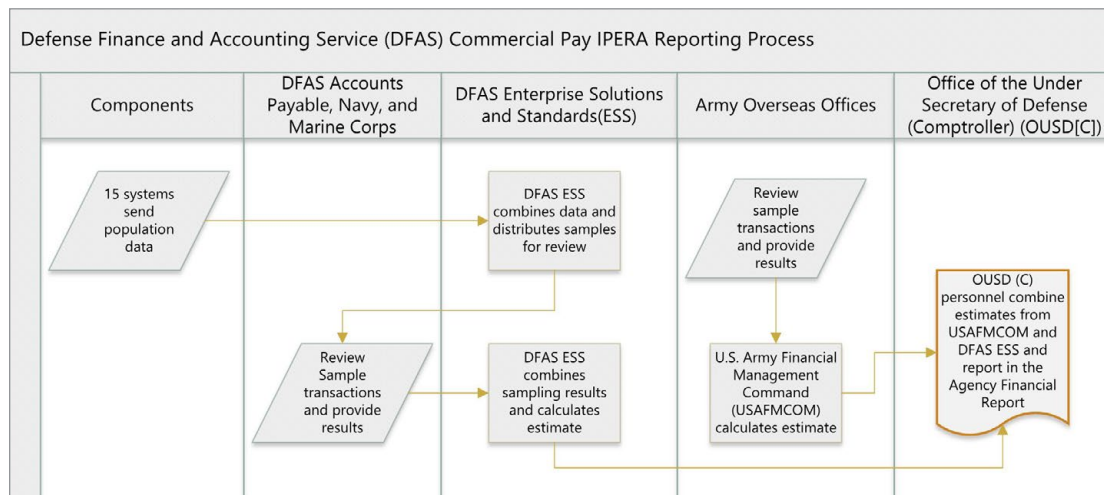 Defense Finance and Accounting Service (DFAS) Commercial Pay IPERA Reporting Process
Components
DFAS Accounts
Payable, Navy, and
Marine Corps
DFAS Enterprise Solutions
and Standards(ESS)
Army Overseas Offices
Office of the Under
Secretary of Defense
(Comptroller) (OUSD[C])
15 systems
send
population
data
DFAS ESS
combines data and
distributes samples
for review
Review
sample
transactions
and provide
results
Review
Sample
transactions
and provide
results
DFAS ESS
combines
sampling results
and calculates
estimate
U.S. Army Financial
Management
Command
(USAFMCOM)
calculates estimate
OUSD (C)
personnel combine
estimates from
USAFMCOM and
DFAS ESS and
report in the
Agency Financial
Report